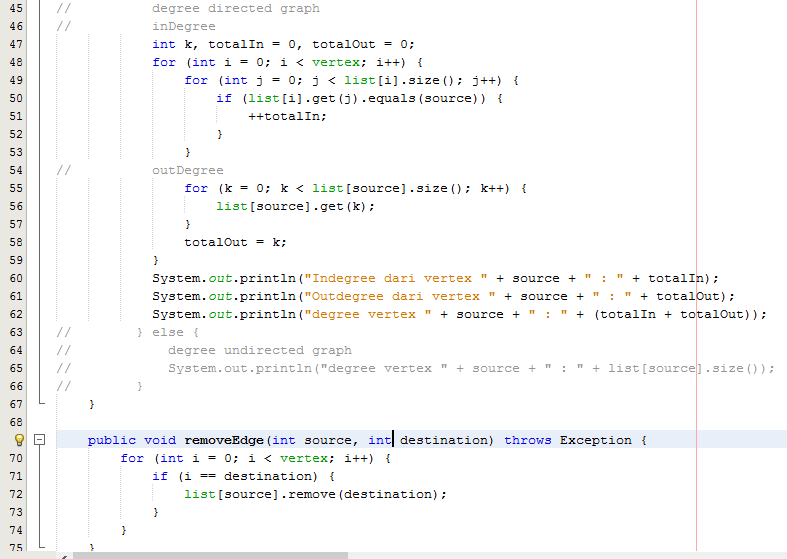 45 //          degree directed graph
46 //          inDegree
47             int k, totalIn = 0, totalOut = 0;
48             for (int i = 0; i < vertex; i++) {
49                 for (int j = 0; j < list[i].size(); j++) {
50                     if (list[i].get(j).equals(source)) {
51                         ++totalIn;
52                     }
53                 }
54 //          outDegree
55                 for (k = 0; k < list[source].size(); k++) {
56                     list[source].get(k);
57                 }
58                 totalOut = k;
59             }
60             System.out.println("Indegree dari vertex " + source + " : " + totalIn);
61             System.out.println("Outdegree dari vertex " + source + " : " + totalOut);
62             System.out.println("degree vertex " + source + " : " + (totalIn + totalOut));
63 //        } else {
64 //            degree undirected graph
65 //            System.out.println("degree vertex " + source + " : " + list[source].size());
66 //        }
67     }
68
    public void removeEdge(int source, int destination) throws Exception {
70         for (int i = 0; i < vertex; i++) {
71             if (i == destination) {
72                 list[source].remove(destination);
73             }
74         }
75     }